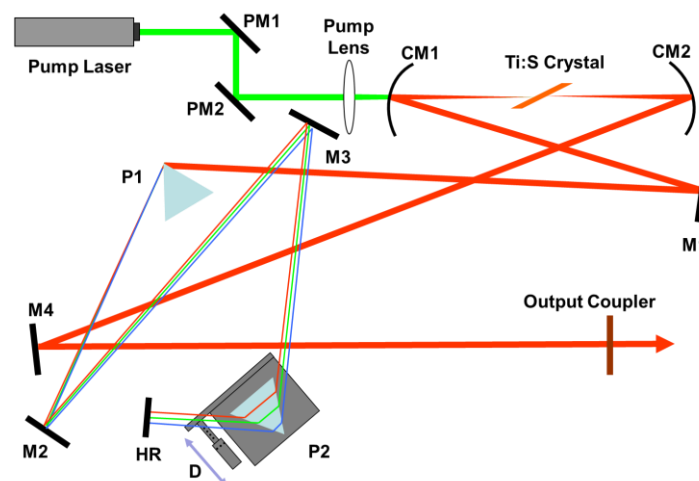 PM1
Pump Laser
Pump
Lens
CM1
Ti:S Crystal
CM2
PM2
M3
P1
M
M4
Output Coupler
M2
HR
D
P2